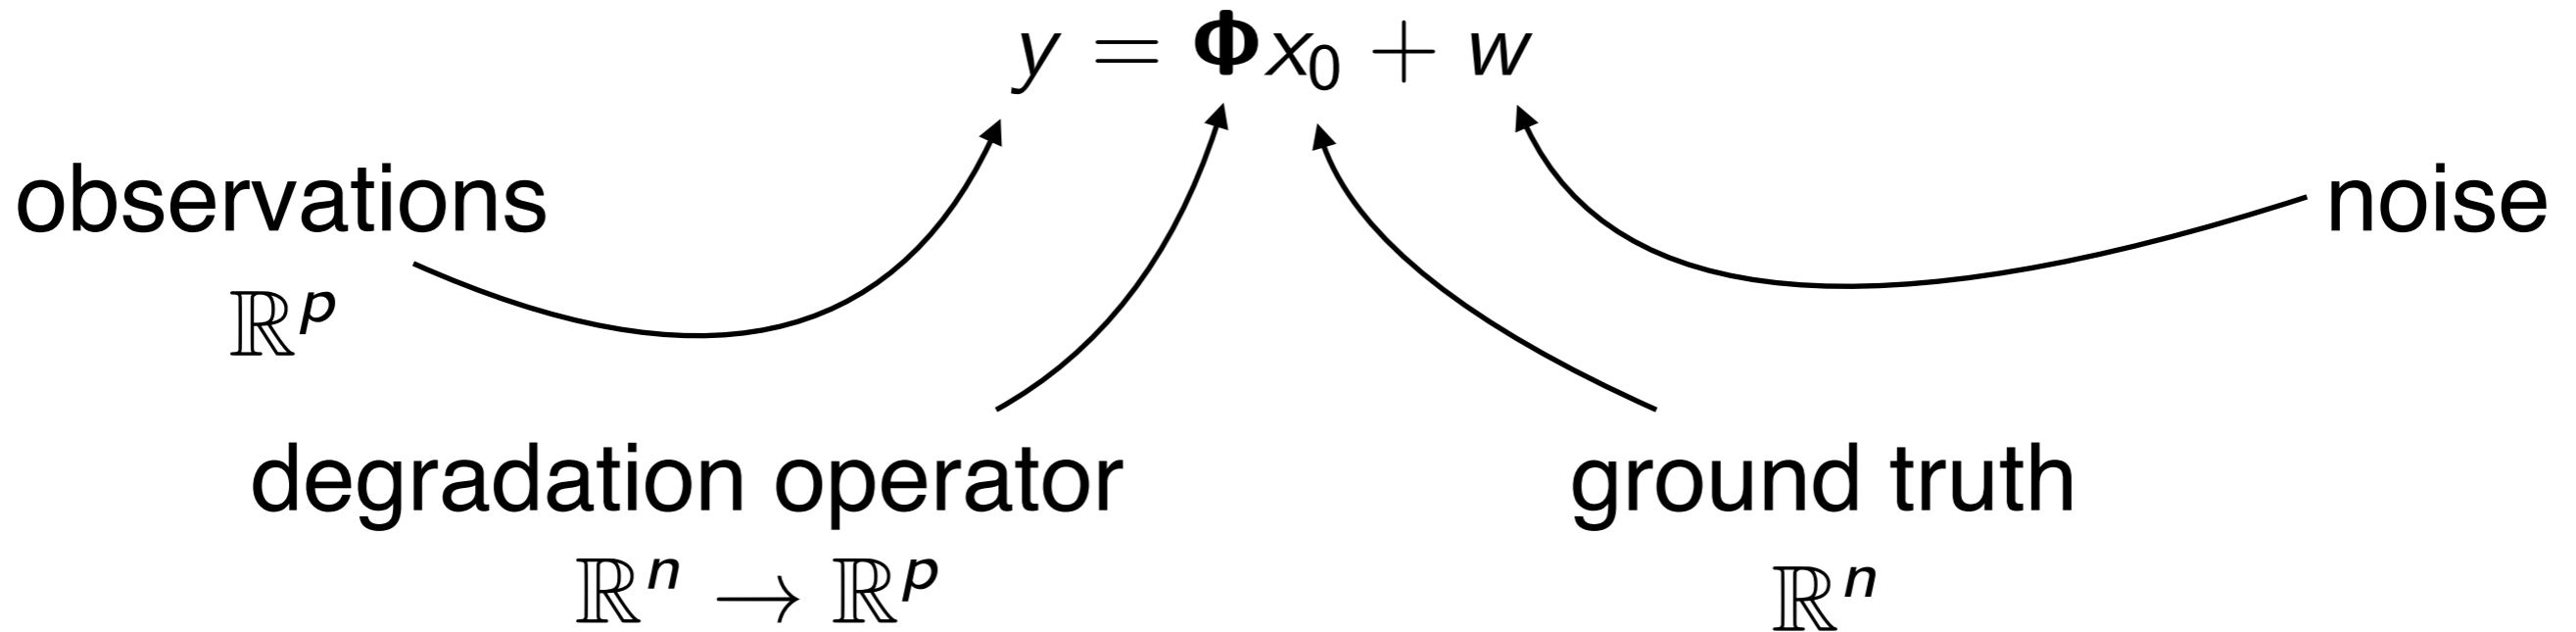 y = Φx₀ + w
observations
ℝᵖ
noise
degradation operator
ℝⁿ → ℝᵖ
ground truth
ℝⁿ